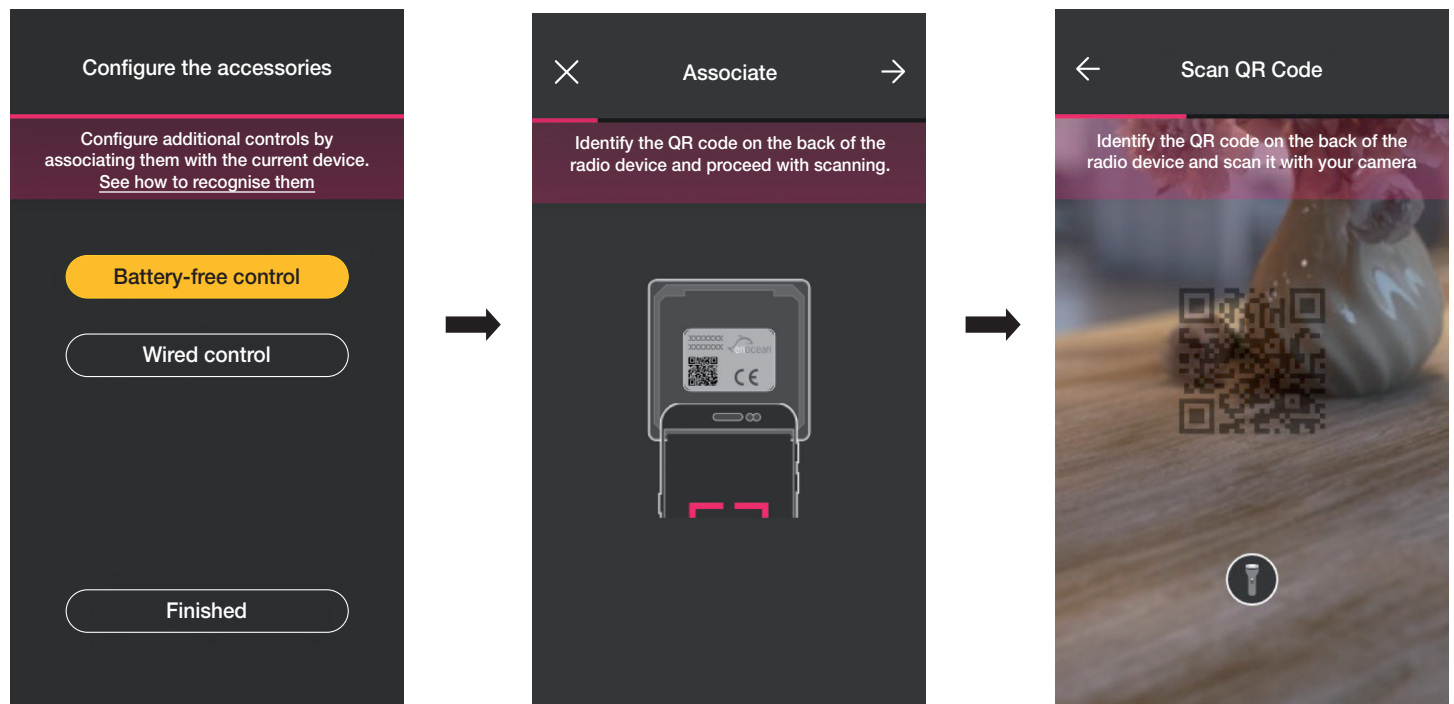 Configure the accessories
Configure additional controls by
associating them with the current device.
See how to recognise them
Battery-free control
Wired control
Finished
Associate
Identify the QR code on the back of the
radio device and proceed with scanning.
XXXXXXX
XXXXXXX
enocean
CE
Scan QR Code
Identify the QR code on the back of the
radio device and scan it with your camera